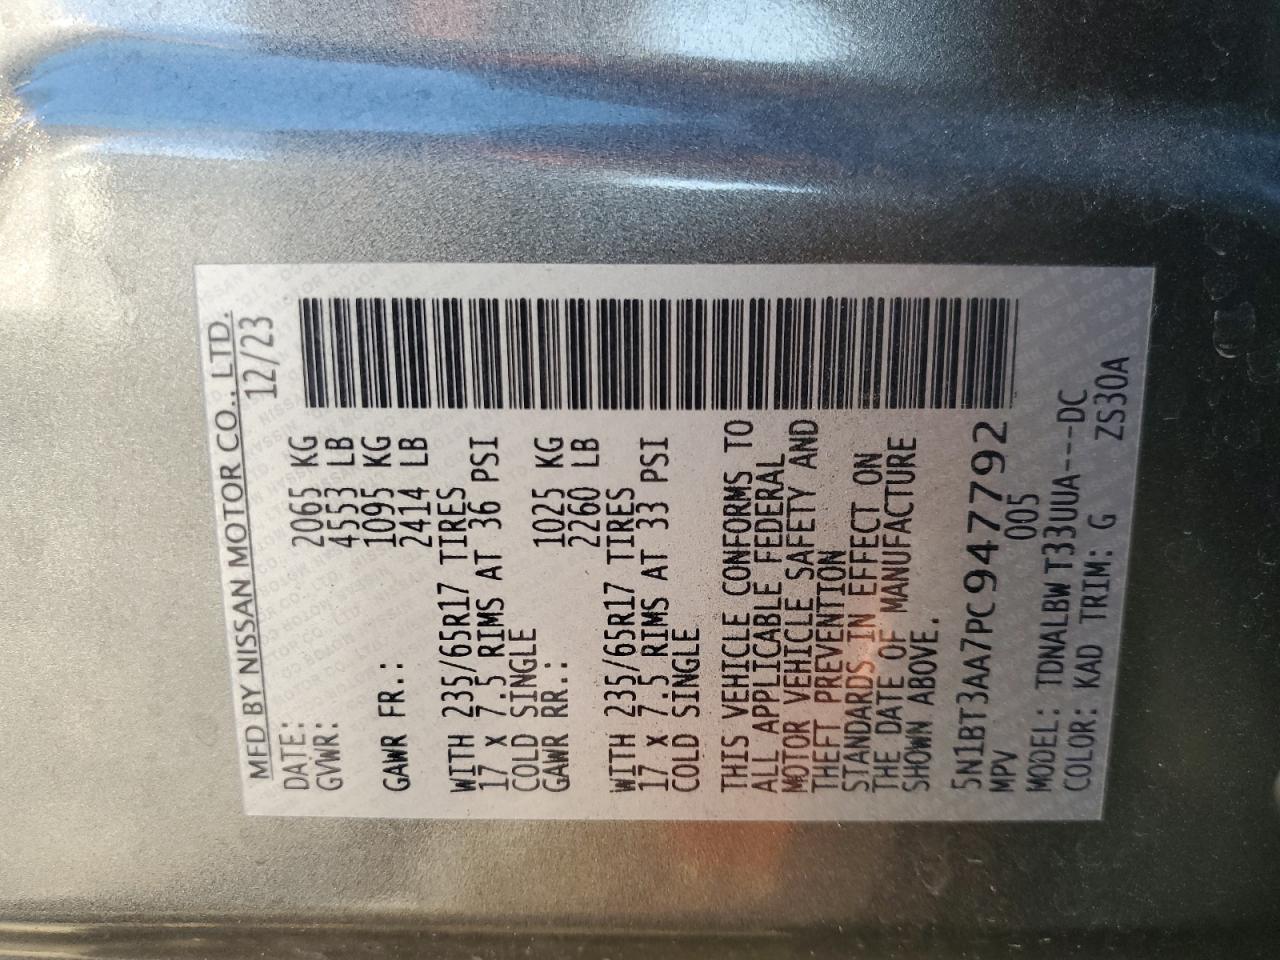 MFD BY NISSAN MOTOR CO., LTD.
DATE: 12/23
GVWR: 2065 KG
4553 LB
GAWR FR.: 1095 KG
2414 LB
WITH 235/65R17 TIRES
17 x 7.5 RIMS AT 36 PSI
COLD SINGLE
GAWR RR.: 1025 KG
2260 LB
WITH 235/65R17 TIRES
17 x 7.5 RIMS AT 33 PSI
COLD SINGLE
THIS VEHICLE CONFORMS TO
ALL APPLICABLE FEDERAL
MOTOR VEHICLE SAFETY AND
THEFT PREVENTION
STANDARDS IN EFFECT ON
THE DATE OF MANUFACTURE
SHOWN ABOVE.
5N1BT3AA7PC947792
MPV 005
MODEL: TDNALBW T33UUA---DC
COLOR: KAD TRIM: G ZS30A